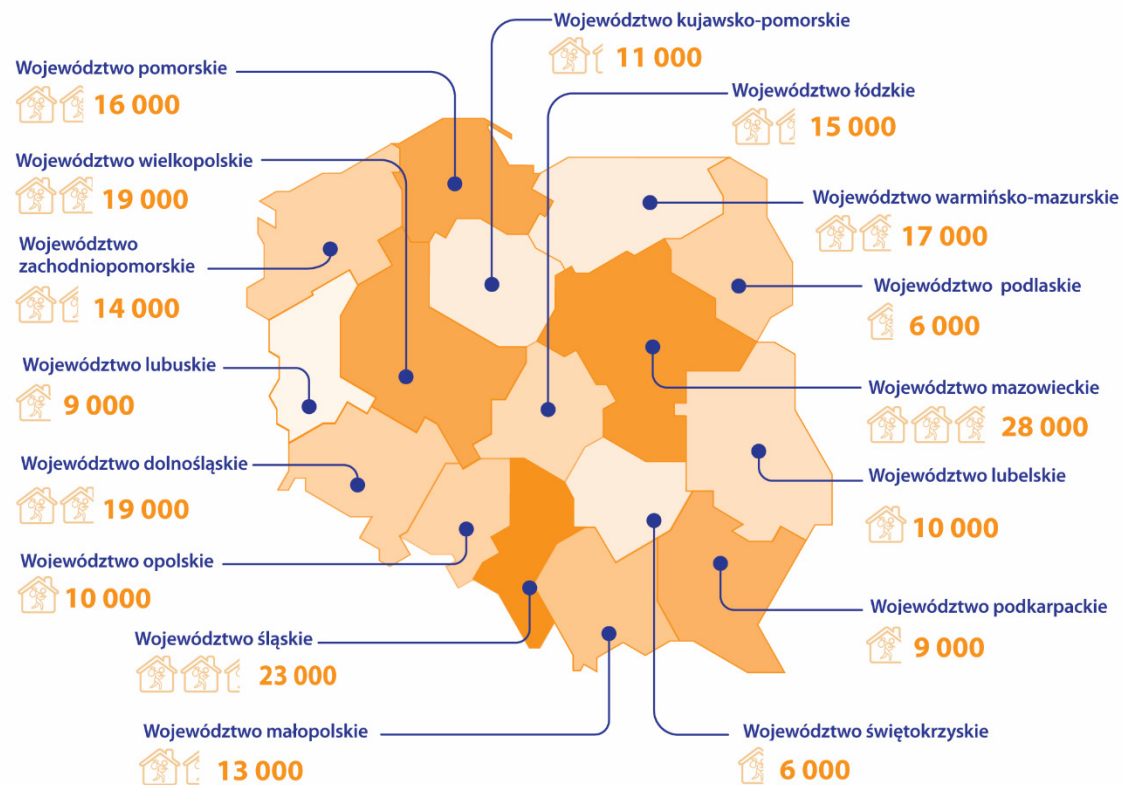 Województwo kujawsko-pomorskie
11 000
Województwo pomorskie
16 000
Województwo łódzkie
15 000
Województwo wielkopolskie
19 000
Województwo warmińsko-mazurskie
17 000
Województwo
zachodniopomorskie
14 000
Województwo podlaskie
6 000
Województwo lubuskie
9 000
Województwo mazowieckie
28 000
Województwo dolnośląskie
19 000
Województwo lubelskie
10 000
Województwo opolskie
10 000
Województwo podkarpackie
9 000
Województwo śląskie
23 000
Województwo małopolskie
13 000
Województwo świętokrzyskie
6 000